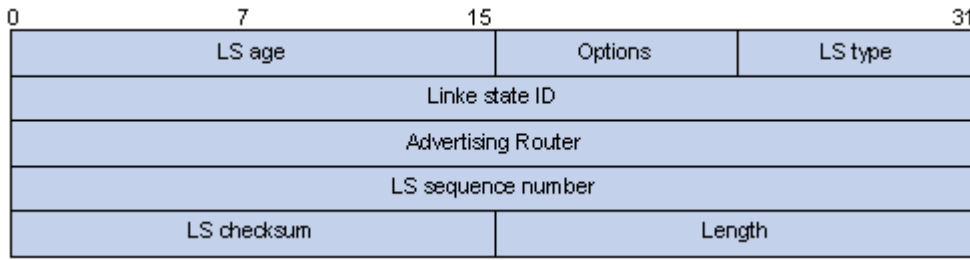 0 7 15 31
LS age Options LS type
Linke state ID
Advertising Router
LS sequence number
LS checksum Length